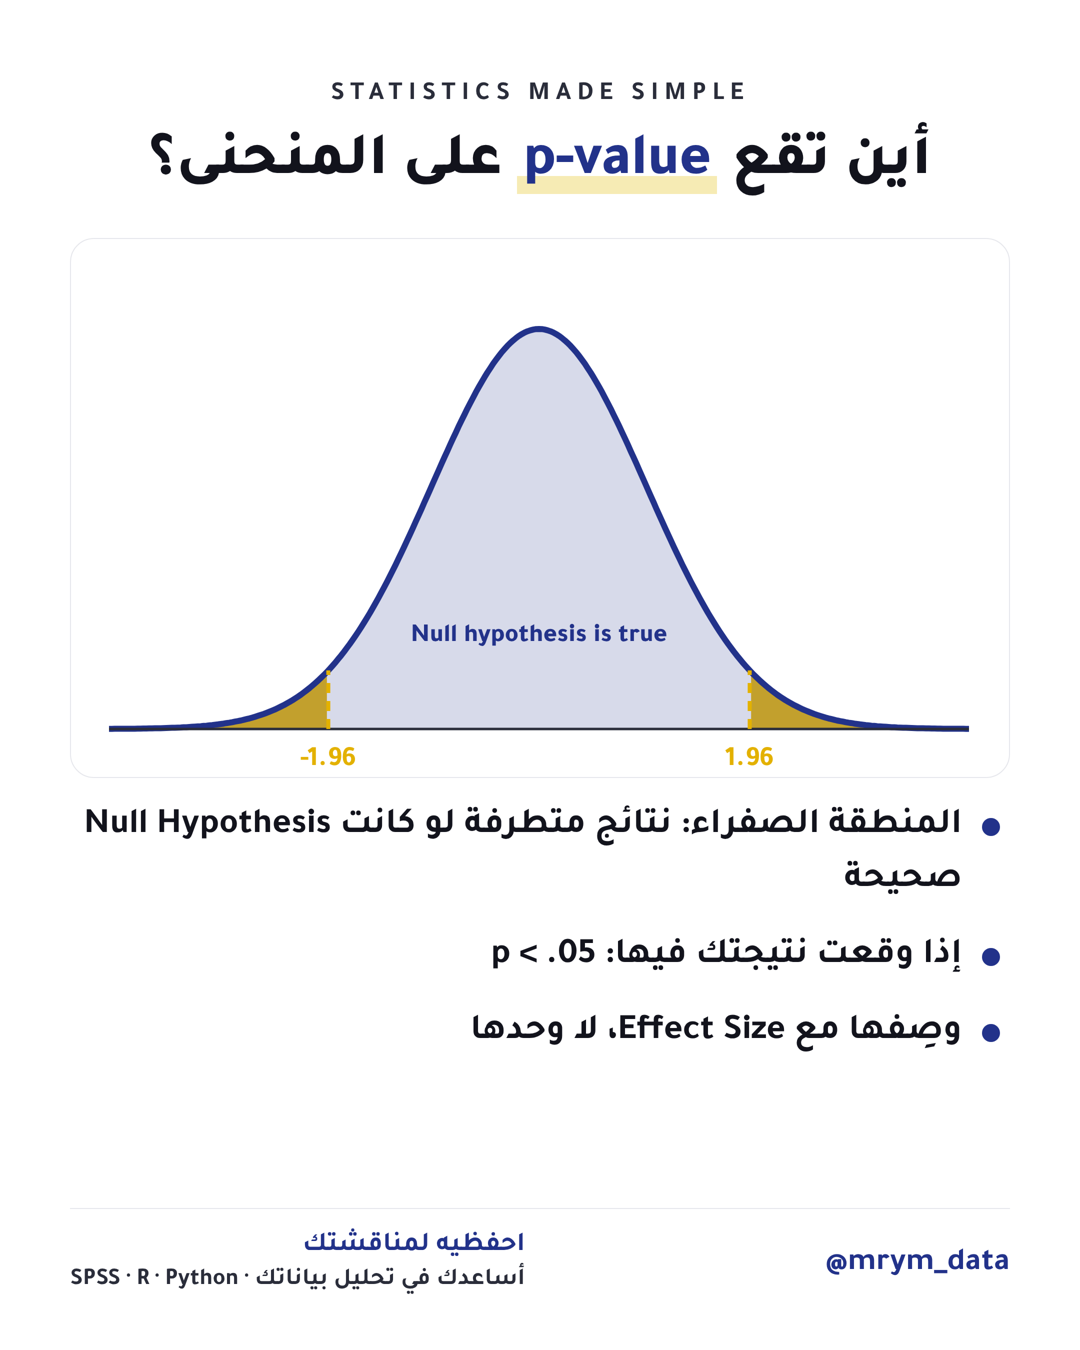 STATISTICS MADE SIMPLE
أين تقع p-value على المنحنى؟
Null hypothesis is true
-1.96
1.96
المنطقة الصفراء: نتائج متطرفة لو كانت Null Hypothesis
صحيحة
إذا وقعت نتيجتك فيها: p < .05
وصِفها مع Effect Size، لا وحدها
@mrym_data
احفظيه لمناقشتك
أساعدك في تحليل بياناتك · SPSS · R · Python